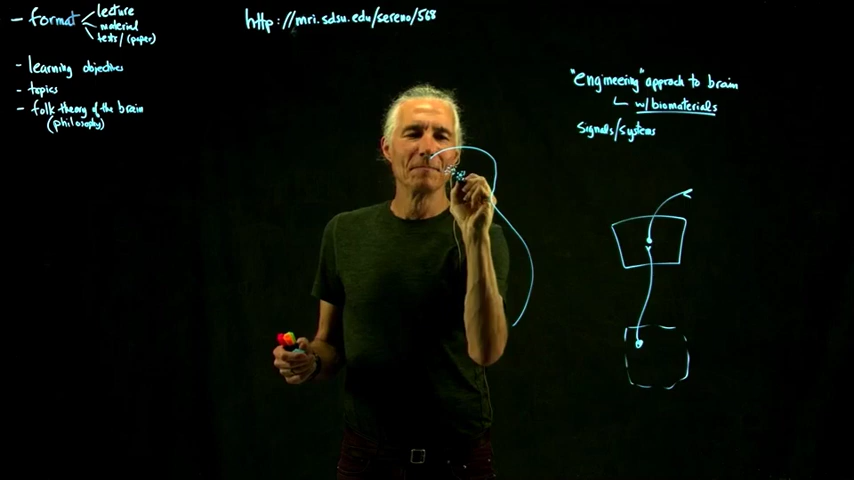 - format
lecture
material
tests/(paper)
- learning objectives
- topics
- folk theory of the brain
(philosophy)
http://mri.sdsu.edu/sereno/568
"engineering" approach to brain
w/ biomaterials
signals/systems